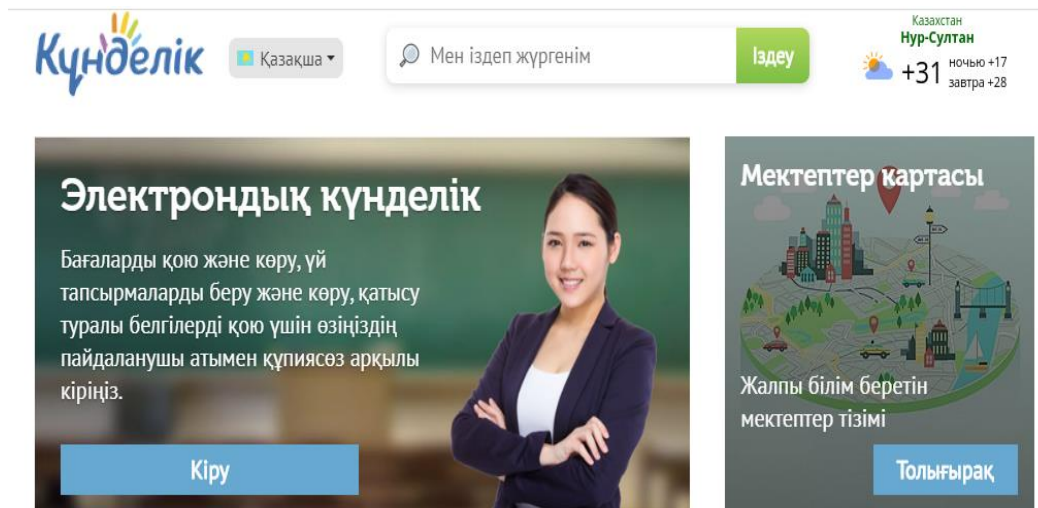 Күнделік
Қазақша
Мен іздеп жүргенім
Іздеу
Казахстан
Нур-Султан
+31
ночью +17
завтра +28
Электрондық күнделік
Бағаларды қою және көру, үй
тапсырмаларды беру және көру, қатысу
туралы белгілерді қою үшін өзіңіздің
пайдаланушы атымен құпиясөз арқылы
кіріңіз.
Кіру
Мектептер картасы
Жалпы білім беретін
мектептер тізімі
Толығырақ